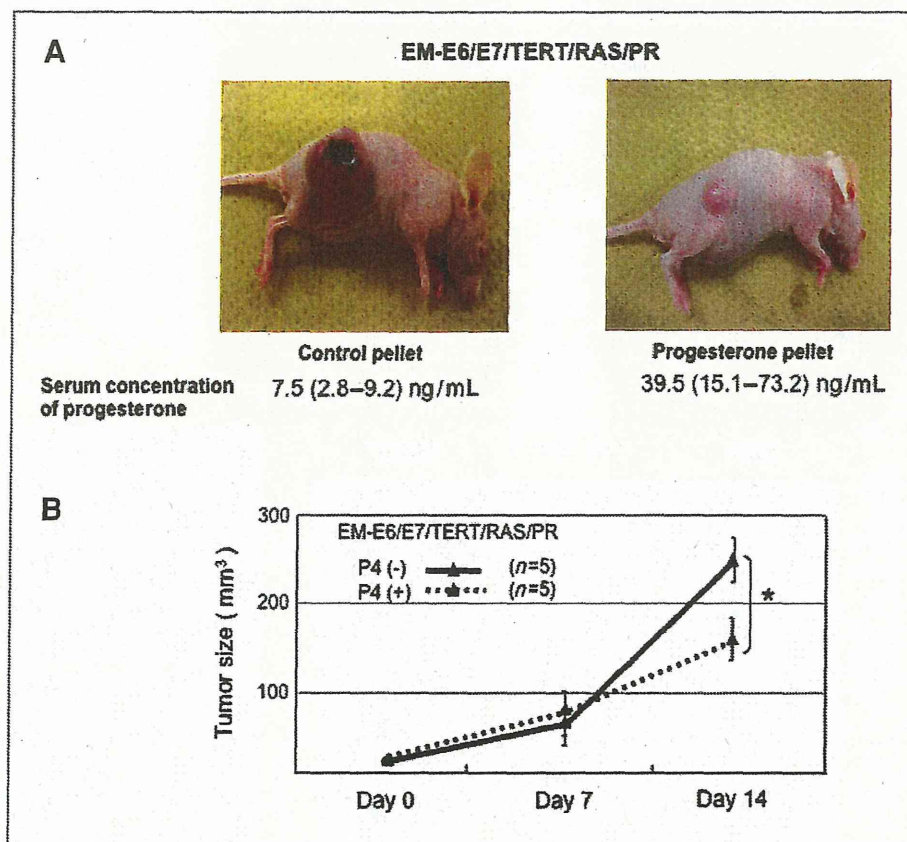 A
EM-E6/E7/TERT/RAS/PR
Control pellet
Progesterone pellet
Serum concentration
of progesterone
7.5 (2.8–9.2) ng/mL
39.5 (15.1–73.2) ng/mL
B
Tumor size ( mm³)
300
200
100
EM-E6/E7/TERT/RAS/PR
P4 (-) (n=5)
P4 (+) (n=5)
*
Day 0 Day 7 Day 14